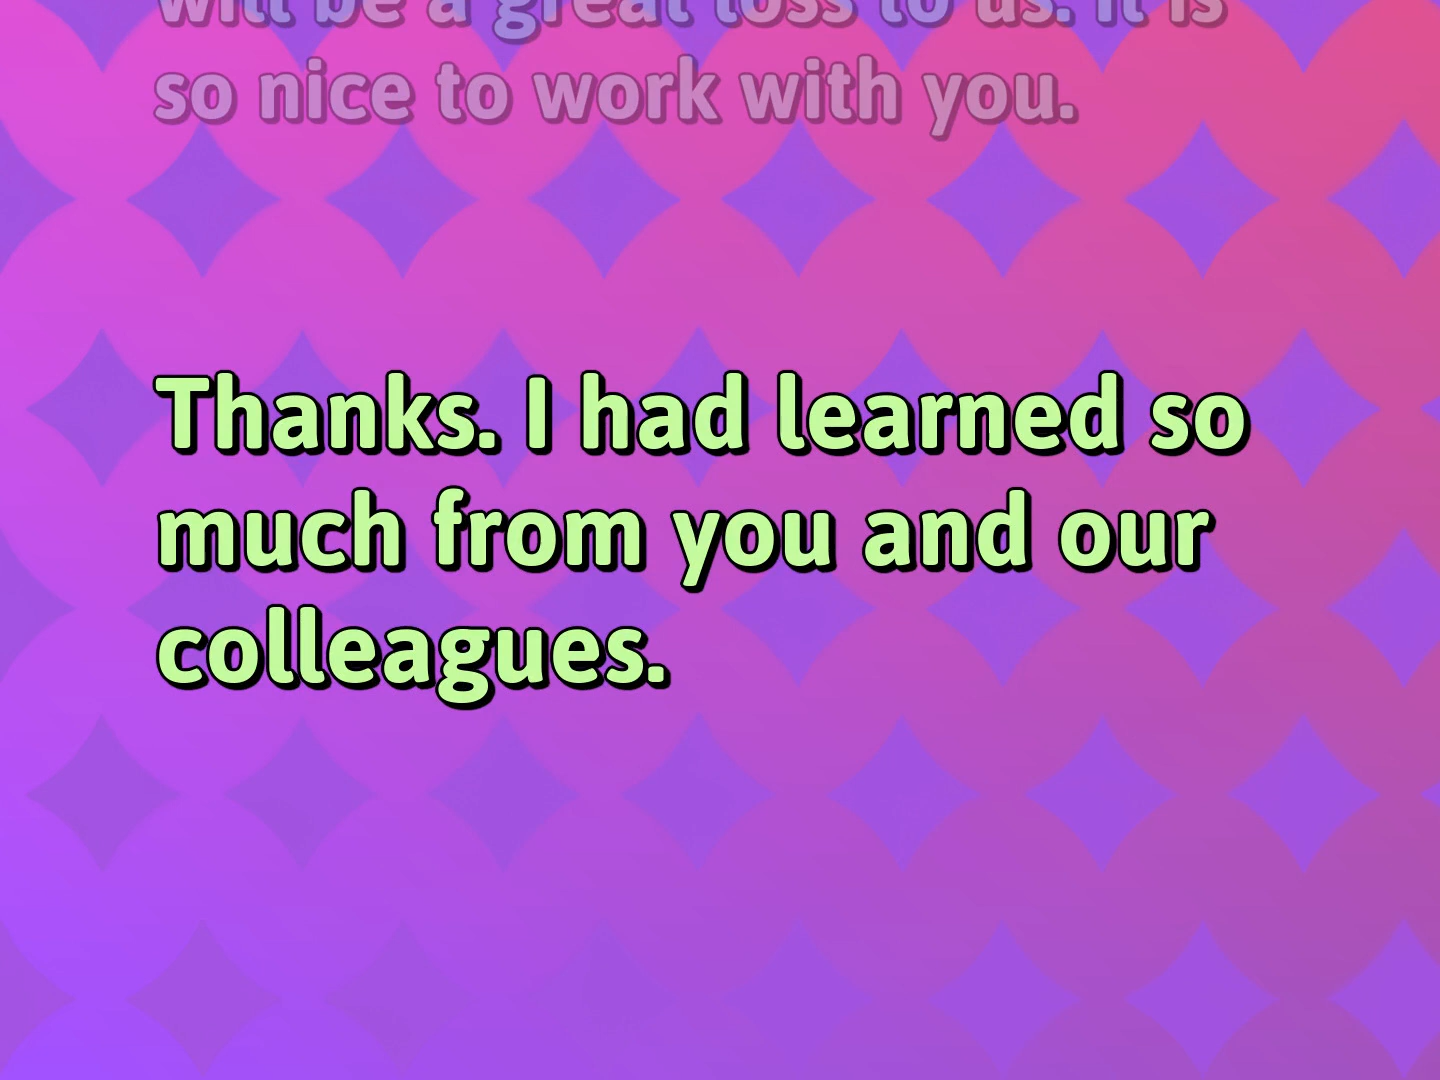 will be a great loss to us. It is
so nice to work with you.
Thanks. I had learned so
much from you and our
colleagues.